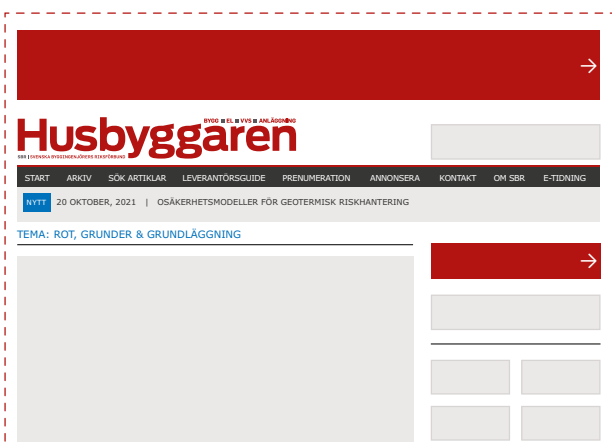 BYGG ■ EL ■ VVS ■ ANLÄGGNING
Husbyggaren
SBR | SVENSKA BYGGINGENJÖRERS RIKSFÖRBUND
START ARKIV SÖK ARTIKLAR LEVERANTÖRSGUIDE PRENUMERATION ANNONSERA KONTAKT OM SBR E-TIDNING
NYTT 20 OKTOBER, 2021 | OSÄKERHETSMODELLER FÖR GEOTERMISK RISKHANTERING
TEMA: ROT, GRUNDER & GRUNDLÄGGNING